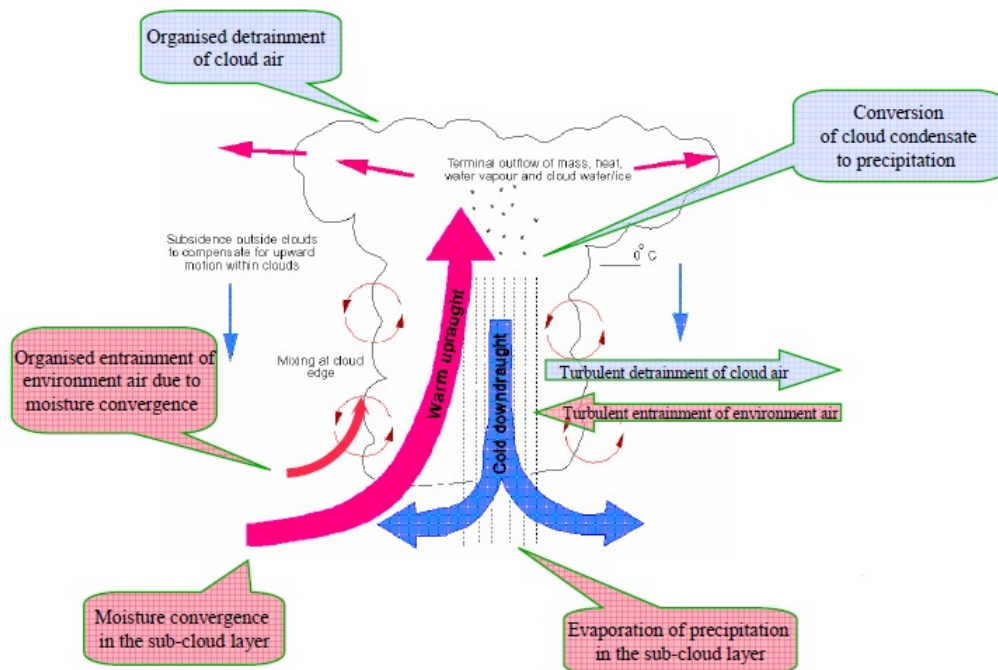 Organised detrainment
of cloud air
Conversion
of cloud condensate
to precipitation
Terminal outflow of mass, heat,
water vapour and cloud water/ice
Subsidence outside clouds
to compensate for upward
motion within clouds
0° C
Organised entrainment of
environment air due to
moisture convergence
Mixing at cloud
edge
Warm upraught
Cold downdraught
Turbulent detrainment of cloud air
Turbulent entrainment of environment air
Moisture convergence
in the sub-cloud layer
Evaporation of precipitation
in the sub-cloud layer